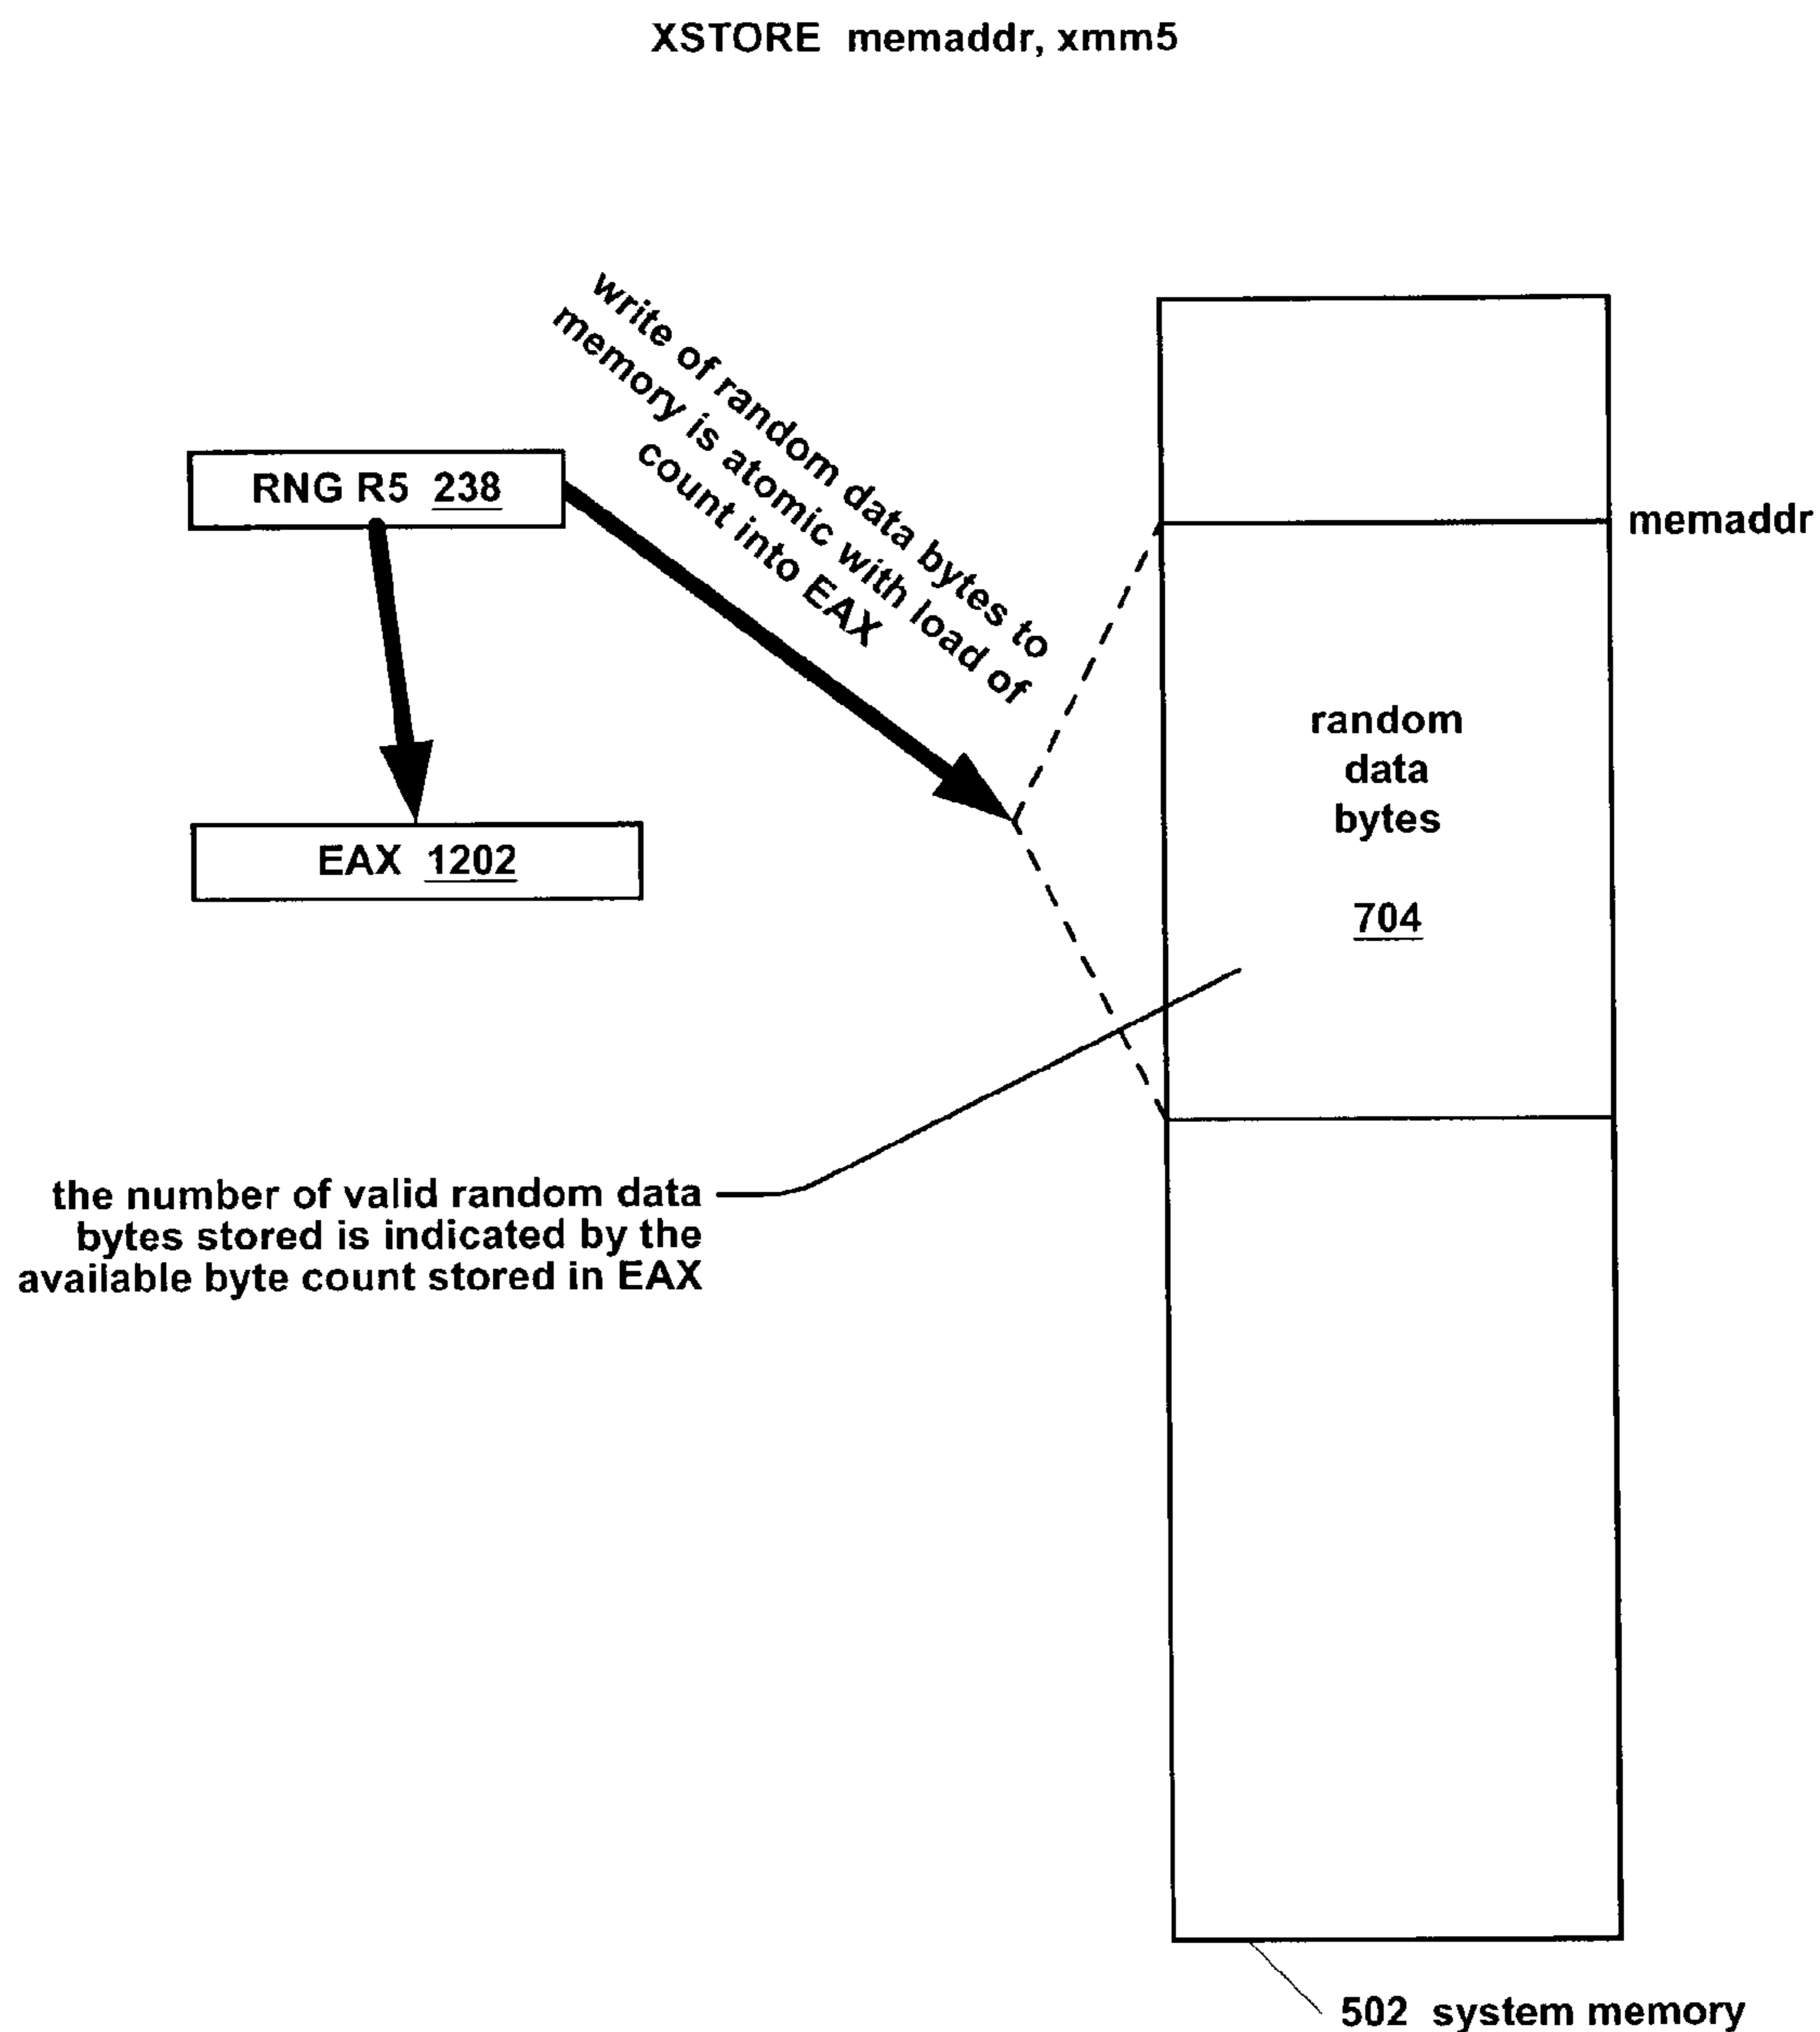 XSTORE memaddr, xmm5
write of random data bytes to
memory is atomic with load of
count into EAX
RNG R5 238
memaddr
random
data
bytes
704
EAX 1202
the number of valid random data
bytes stored is indicated by the
available byte count stored in EAX
502 system memory